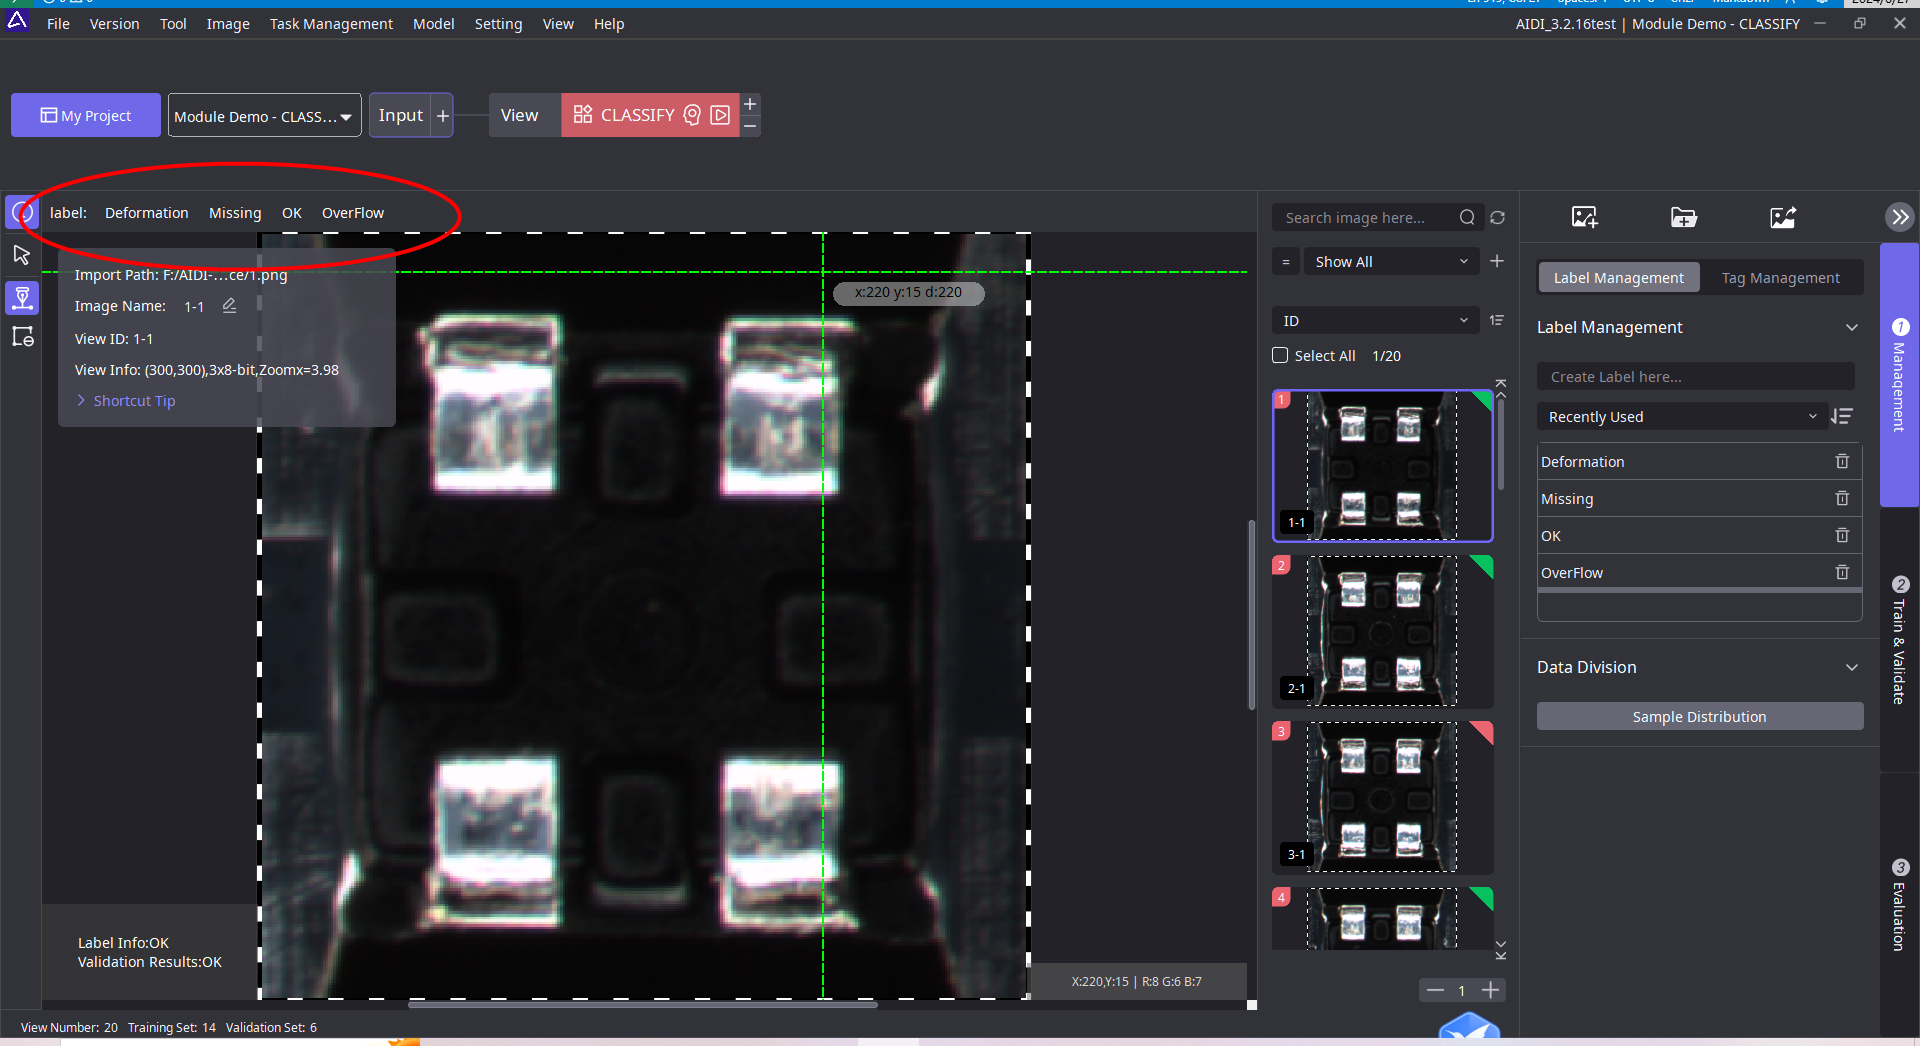 File Version Tool Image Task Management Model Setting View Help
AIDI_3.2.16test | Module Demo - CLASSIFY
My Project
Module Demo - CLASS...
Input +
View
CLASSIFY
label: Deformation Missing OK OverFlow
Import Path: F:/AIDI-...ce/1.png
Image Name: 1-1
View ID: 1-1
View Info: (300,300),3x8-bit,Zoomx=3.98
> Shortcut Tip
x:220 y:15 d:220
Label Info:OK
Validation Results:OK
X:220,Y:15 | R:8 G:6 B:7
View Number: 20 Training Set: 14 Validation Set: 6
Search image here...
= Show All +
ID
Select All 1/20
1
1-1
2
2-1
3
3-1
4
1
Label Management Tag Management
Label Management
Create Label here...
Recently Used
Deformation
Missing
OK
OverFlow
Data Division
Sample Distribution
1 Management
2 Train & Validate
3 Evaluation